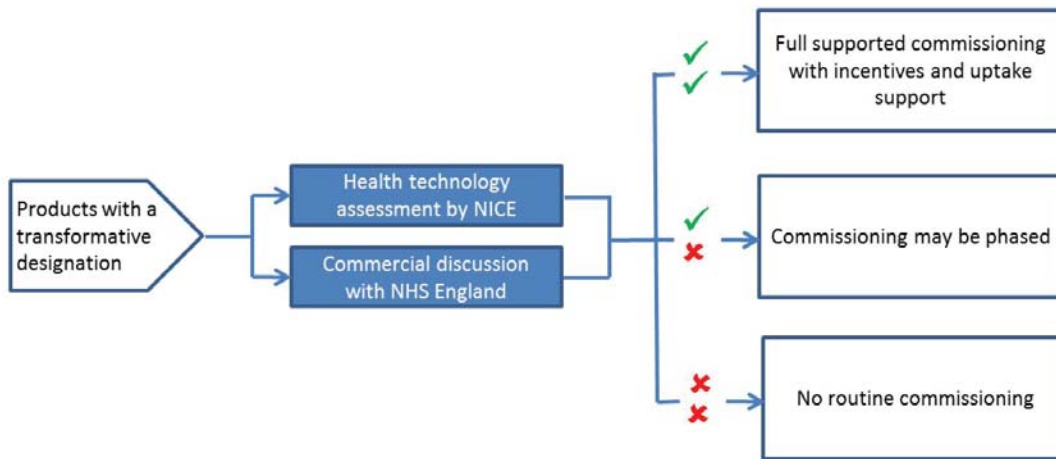 Products with a
transformative
designation
Health technology
assessment by NICE
Commercial discussion
with NHS England
Full supported commissioning
with incentives and uptake
support
Commissioning may be phased
No routine commissioning